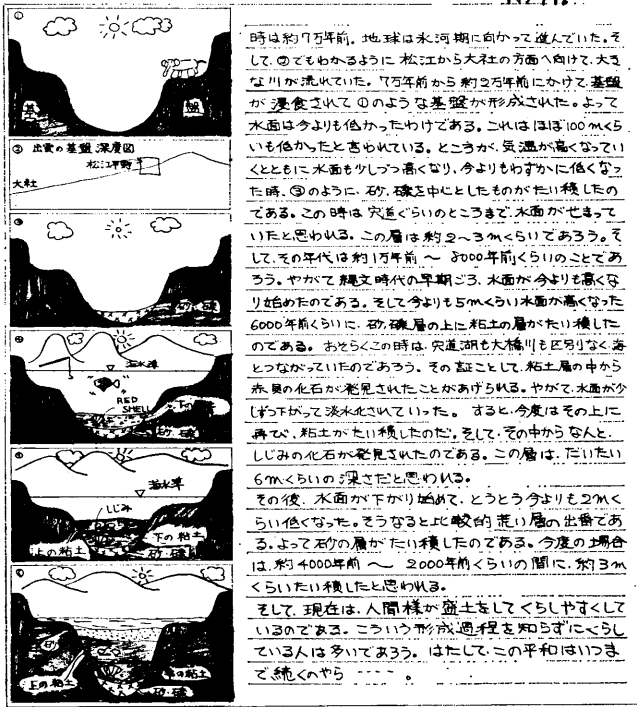 ①
基
盤
② 出雲の基盤深度図
松江平野
大社
③
砂・礫
④
海水準
RED
SHELL
下の粘土
砂・礫
⑤
海水準
しじみ
上の粘土
下の粘土
砂・礫
⑥
砂
上の粘土
下の粘土
砂・礫
時は約7万年前。地球は氷河期に向かって進んでいた。そ
して、②でもわかるように松江から大社の方面へ向けて、大き
な川が流れていた。7万年前から約2万年前にかけて、基盤
が浸食されて①のような基盤が形成された。よって
水面は今よりも低かったわけである。これはほぼ100mくら
いも低かったと言われている。ところが、気温が高くなってい
くとともに水面も少しづつ高くなり、今よりもわずかに低くなっ
た時、③のように、砂、礫を中心としたものがたい積したの
である。この時は宍道ぐらいのところまで、水面がせまって
いたと思われる。この層は約2〜3mくらいであろう。そ
して、その年代は約1万年前 〜 8000年前くらいのことであ
ろう。やがて縄文時代の早期ごろ、水面が今よりも高くな
り始めたのである。そして今よりも5mくらい水面が高くなった
6000年前くらいに、砂、礫層の上に粘土の層がたい積した
のである。おそらくこの時は、宍道湖も大橋川も区別なく、海
とつながっていたのであろう。その証ことして、粘土層の中から
赤貝の化石が発見されたことがあげられる。やがて、水面が少
しずつ下がって淡水化されていった。すると、今度はその上に
再び、粘土がたい積したのだ。そして、その中からなんと、
しじみの化石が発見されたのである。この層は、だいたい
6mくらいの深さだと思われる。
その後、水面が下がり始めて、とうとう今よりも2mく
らい低くなった。そうなると比較的荒い層の出番であ
る。よって砂の層がたい積したのである。今度の場合
は、約4000年前 〜 2000年前くらいの間に、約3m
くらいたい積したと思われる。
そして、現在は、人間様が盛土をしてくらしやすくして
いるのである。こういう形成過程を知らずにくらし
ている人は多いであろう。はたして、この平和はいつま
で続くのやら ‥‥。